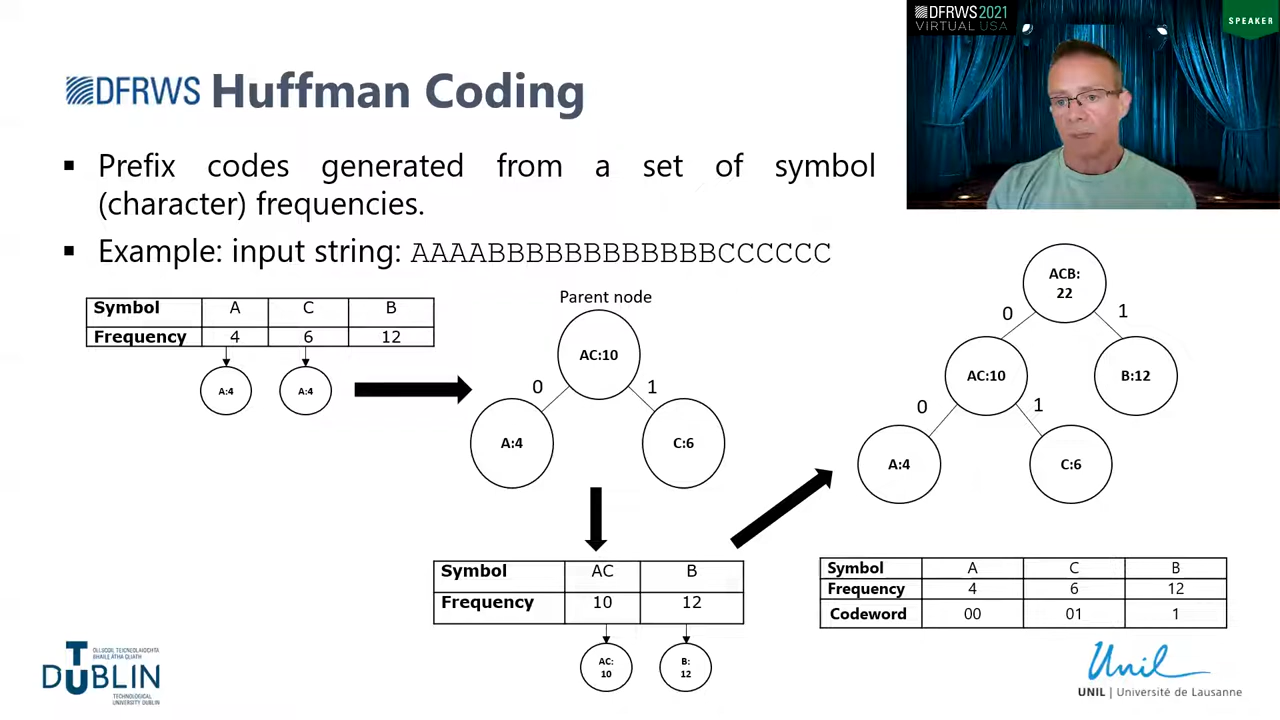 DFRWS 2021
VIRTUAL USA
SPEAKER
DFRWS Huffman Coding
▪ Prefix codes generated from a set of symbol
(character) frequencies.
▪ Example: input string: AAAABBBBBBBBBBBBCCCCCC
Symbol A C B
Frequency 4 6 12
A:4 A:4
Parent node
AC:10
0 1
A:4 C:6
Symbol AC B
Frequency 10 12
AC:
10
B:
12
ACB:
22
0 1
AC:10 B:12
0 1
A:4 C:6
Symbol A C B
Frequency 4 6 12
Codeword 00 01 1
OLLSCOIL TEICNEOLAÍOCHTA
BHAILE ÁTHA CLIATH
T
DUBLIN
TECHNOLOGICAL
UNIVERSITY DUBLIN
Unil
UNIL | Université de Lausanne